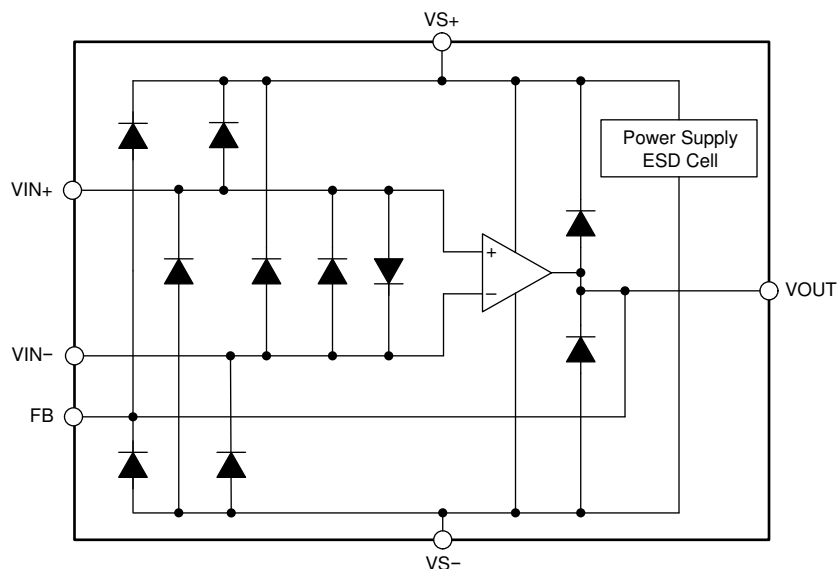 VS+
Power Supply
ESD Cell
VIN+
+
−
VOUT
VIN−
FB
VS−